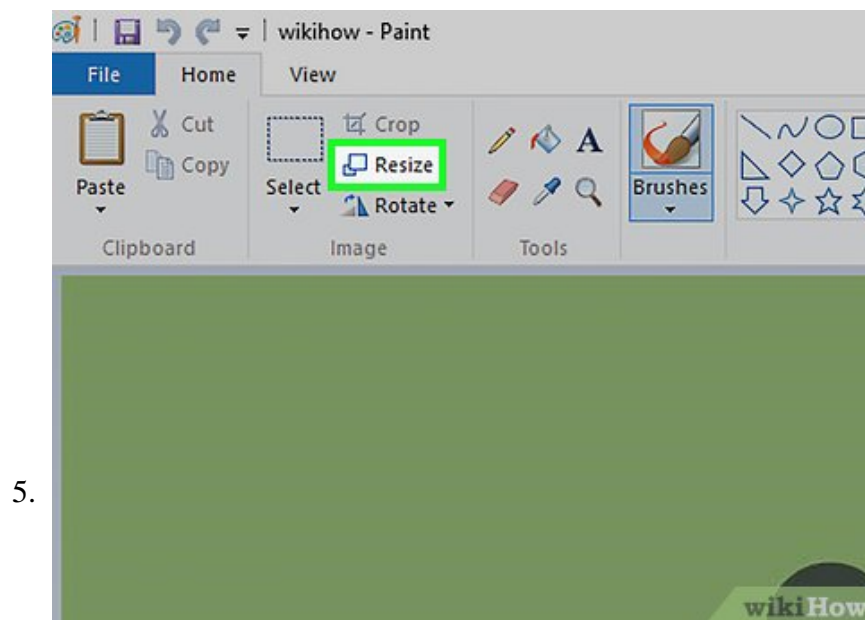 wikihow - Paint
File Home View
Cut Crop
Copy Resize A
Paste Select Rotate Brushes
Clipboard Image Tools
5.
wikiHow